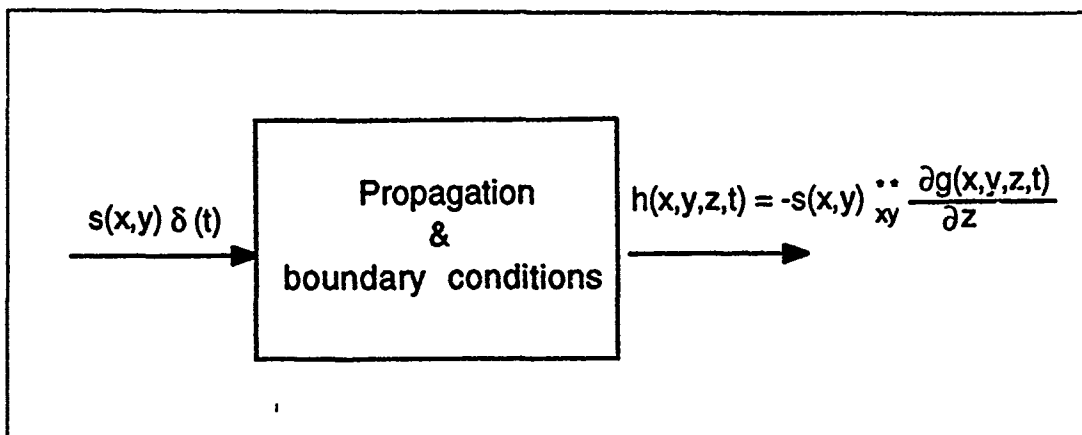 s(x,y) δ (t)
Propagation
&
boundary conditions
h(x,y,z,t) = -s(x,y) ** xy ∂g(x,y,z,t) / ∂z